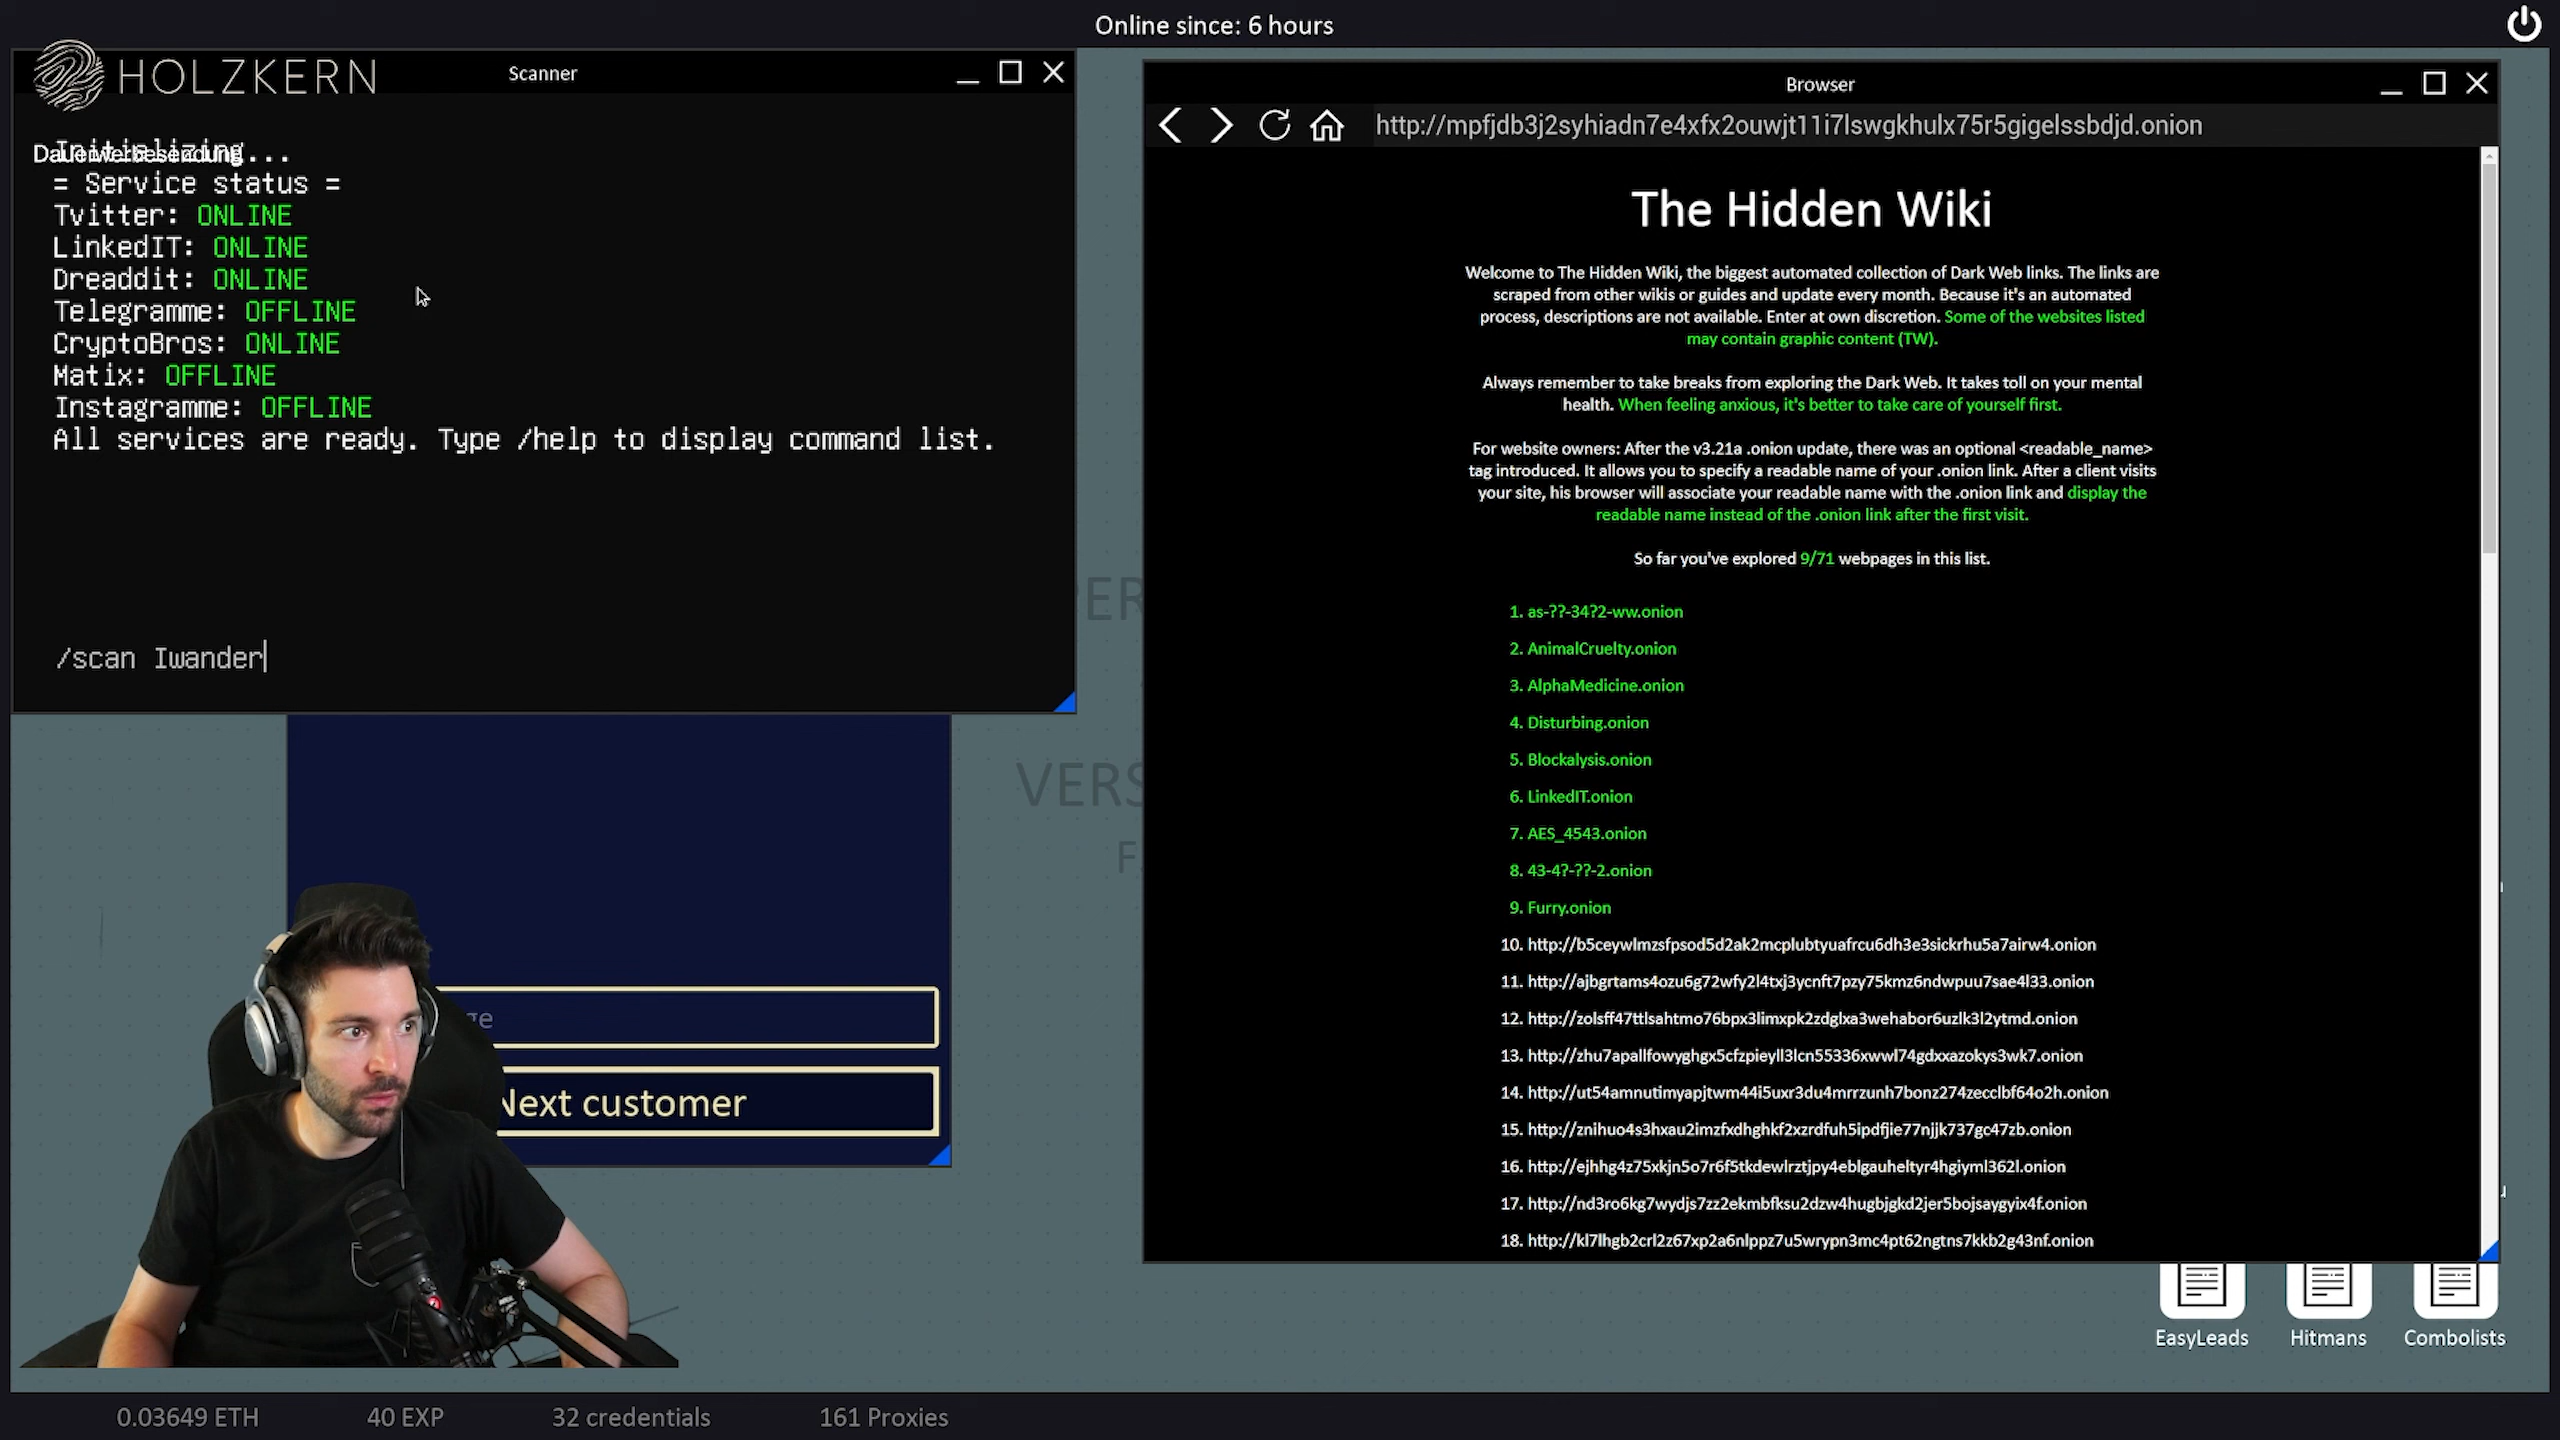 Online since: 6 hours
HOLZKERN
Scanner
Dauerwerbesendung
Initializing...
= Service status =
Tvitter: ONLINE
LinkedIT: ONLINE
Dreaddit: ONLINE
Telegramme: OFFLINE
CryptoBros: ONLINE
Matix: OFFLINE
Instagramme: OFFLINE
All services are ready. Type /help to display command list.
/scan Iwander
Next customer
Browser
http://mpfjdb3j2syhiadn7e4xfx2ouwjt11i7lswgkhulx75r5gigelssbdjd.onion
The Hidden Wiki
Welcome to The Hidden Wiki, the biggest automated collection of Dark Web links. The links are
scraped from other wikis or guides and update every month. Because it's an automated
process, descriptions are not available. Enter at own discretion. Some of the websites listed
may contain graphic content (TW).
Always remember to take breaks from exploring the Dark Web. It takes toll on your mental
health. When feeling anxious, it's better to take care of yourself first.
For website owners: After the v3.21a .onion update, there was an optional <readable_name>
tag introduced. It allows you to specify a readable name of your .onion link. After a client visits
your site, his browser will associate your readable name with the .onion link and display the
readable name instead of the .onion link after the first visit.
So far you've explored 9/71 webpages in this list.
1. as-??-34?2-ww.onion
2. AnimalCruelty.onion
3. AlphaMedicine.onion
4. Disturbing.onion
5. Blockalysis.onion
6. LinkedIT.onion
7. AES_4543.onion
8. 43-4?-??-2.onion
9. Furry.onion
10. http://b5ceywlmzsfpsod5d2ak2mcplubtyuafrcu6dh3e3sickrhu5a7airw4.onion
11. http://ajbgrtams4ozu6g72wfy2l4txj3ycnft7pzy75kmz6ndwpuu7sae4l33.onion
12. http://zolsff47ttlsahtmo76bpx3limxpk2zdglxa3wehabor6uzlk3l2ytmd.onion
13. http://zhu7apallfowyghgx5cfzpieyll3lcn55336xwwl74gdxxazokys3wk7.onion
14. http://ut54amnutimyapjtwm44i5uxr3du4mrrzunh7bonz274zecclbf64o2h.onion
15. http://znihuo4s3hxau2imzfxdhghkf2xzrdfuh5ipdfjie77njjk737gc47zb.onion
16. http://ejhhg4z75xkjn5o7r6f5tkdewlrztjpy4eblgauheltyr4hgiyml362l.onion
17. http://nd3ro6kg7wydjs7zz2ekmbfksu2dzw4hugbjgkd2jer5bojsaygyix4f.onion
18. http://kl7lhgb2crl2z67xp2a6nlppz7u5wrypn3mc4pt62ngtns7kkb2g43nf.onion
EasyLeads
Hitmans
Combolists
0.03649 ETH
40 EXP
32 credentials
161 Proxies